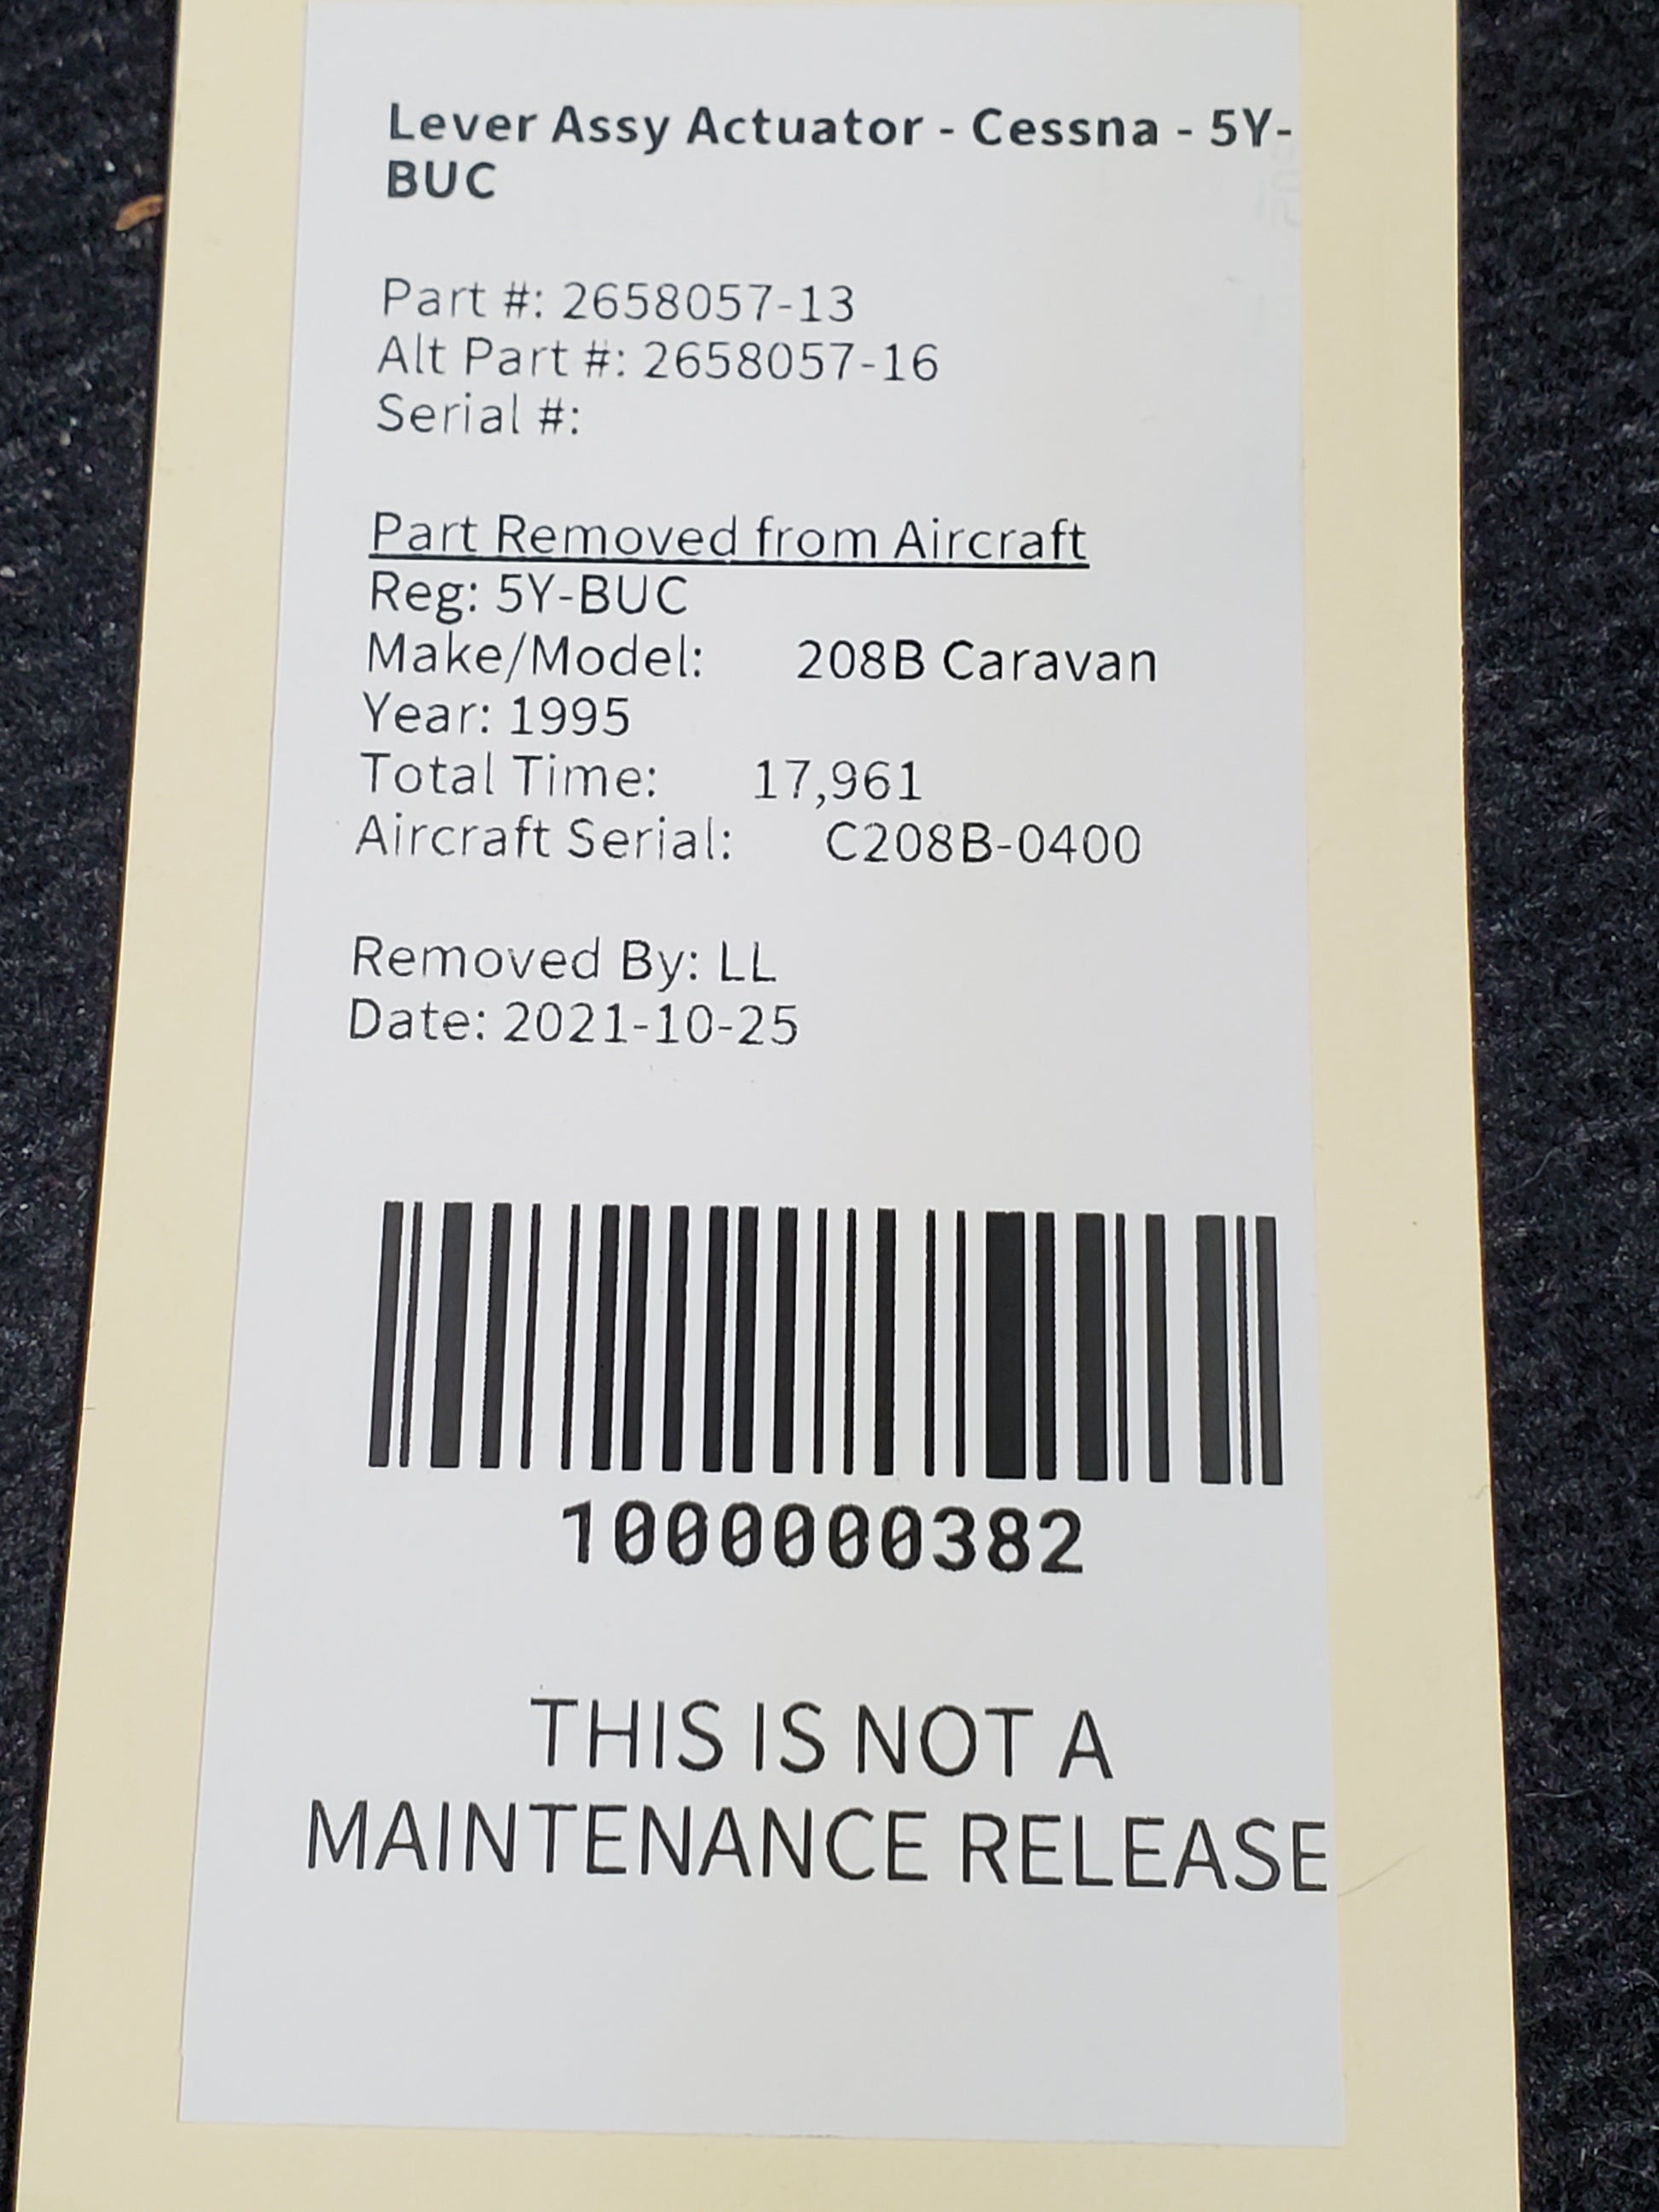 Lever Assy Actuator - Cessna - 5Y-
BUC
Part #: 2658057-13
Alt Part #: 2658057-16
Serial #:
Part Removed from Aircraft
Reg: 5Y-BUC
Make/Model: 208B Caravan
Year: 1995
Total Time: 17,961
Aircraft Serial: C208B-0400
Removed By: LL
Date: 2021-10-25
1000000382
THIS IS NOT A
MAINTENANCE RELEASE